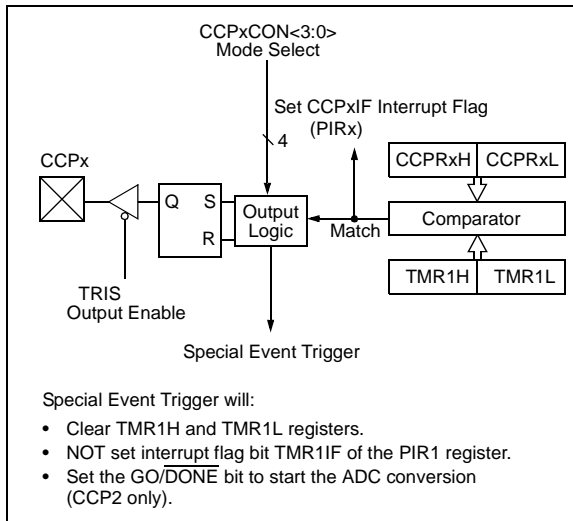 CCPxCON<3:0>
Mode Select
Set CCPxIF Interrupt Flag
(PIRx)
4
CCPx
CCPRxH CCPRxL
Q S
R
Output
Logic
Match
Comparator
TMR1H TMR1L
TRIS
Output Enable
Special Event Trigger
Special Event Trigger will:
• Clear TMR1H and TMR1L registers.
• NOT set interrupt flag bit TMR1IF of the PIR1 register.
• Set the GO/DONE bit to start the ADC conversion
(CCP2 only).